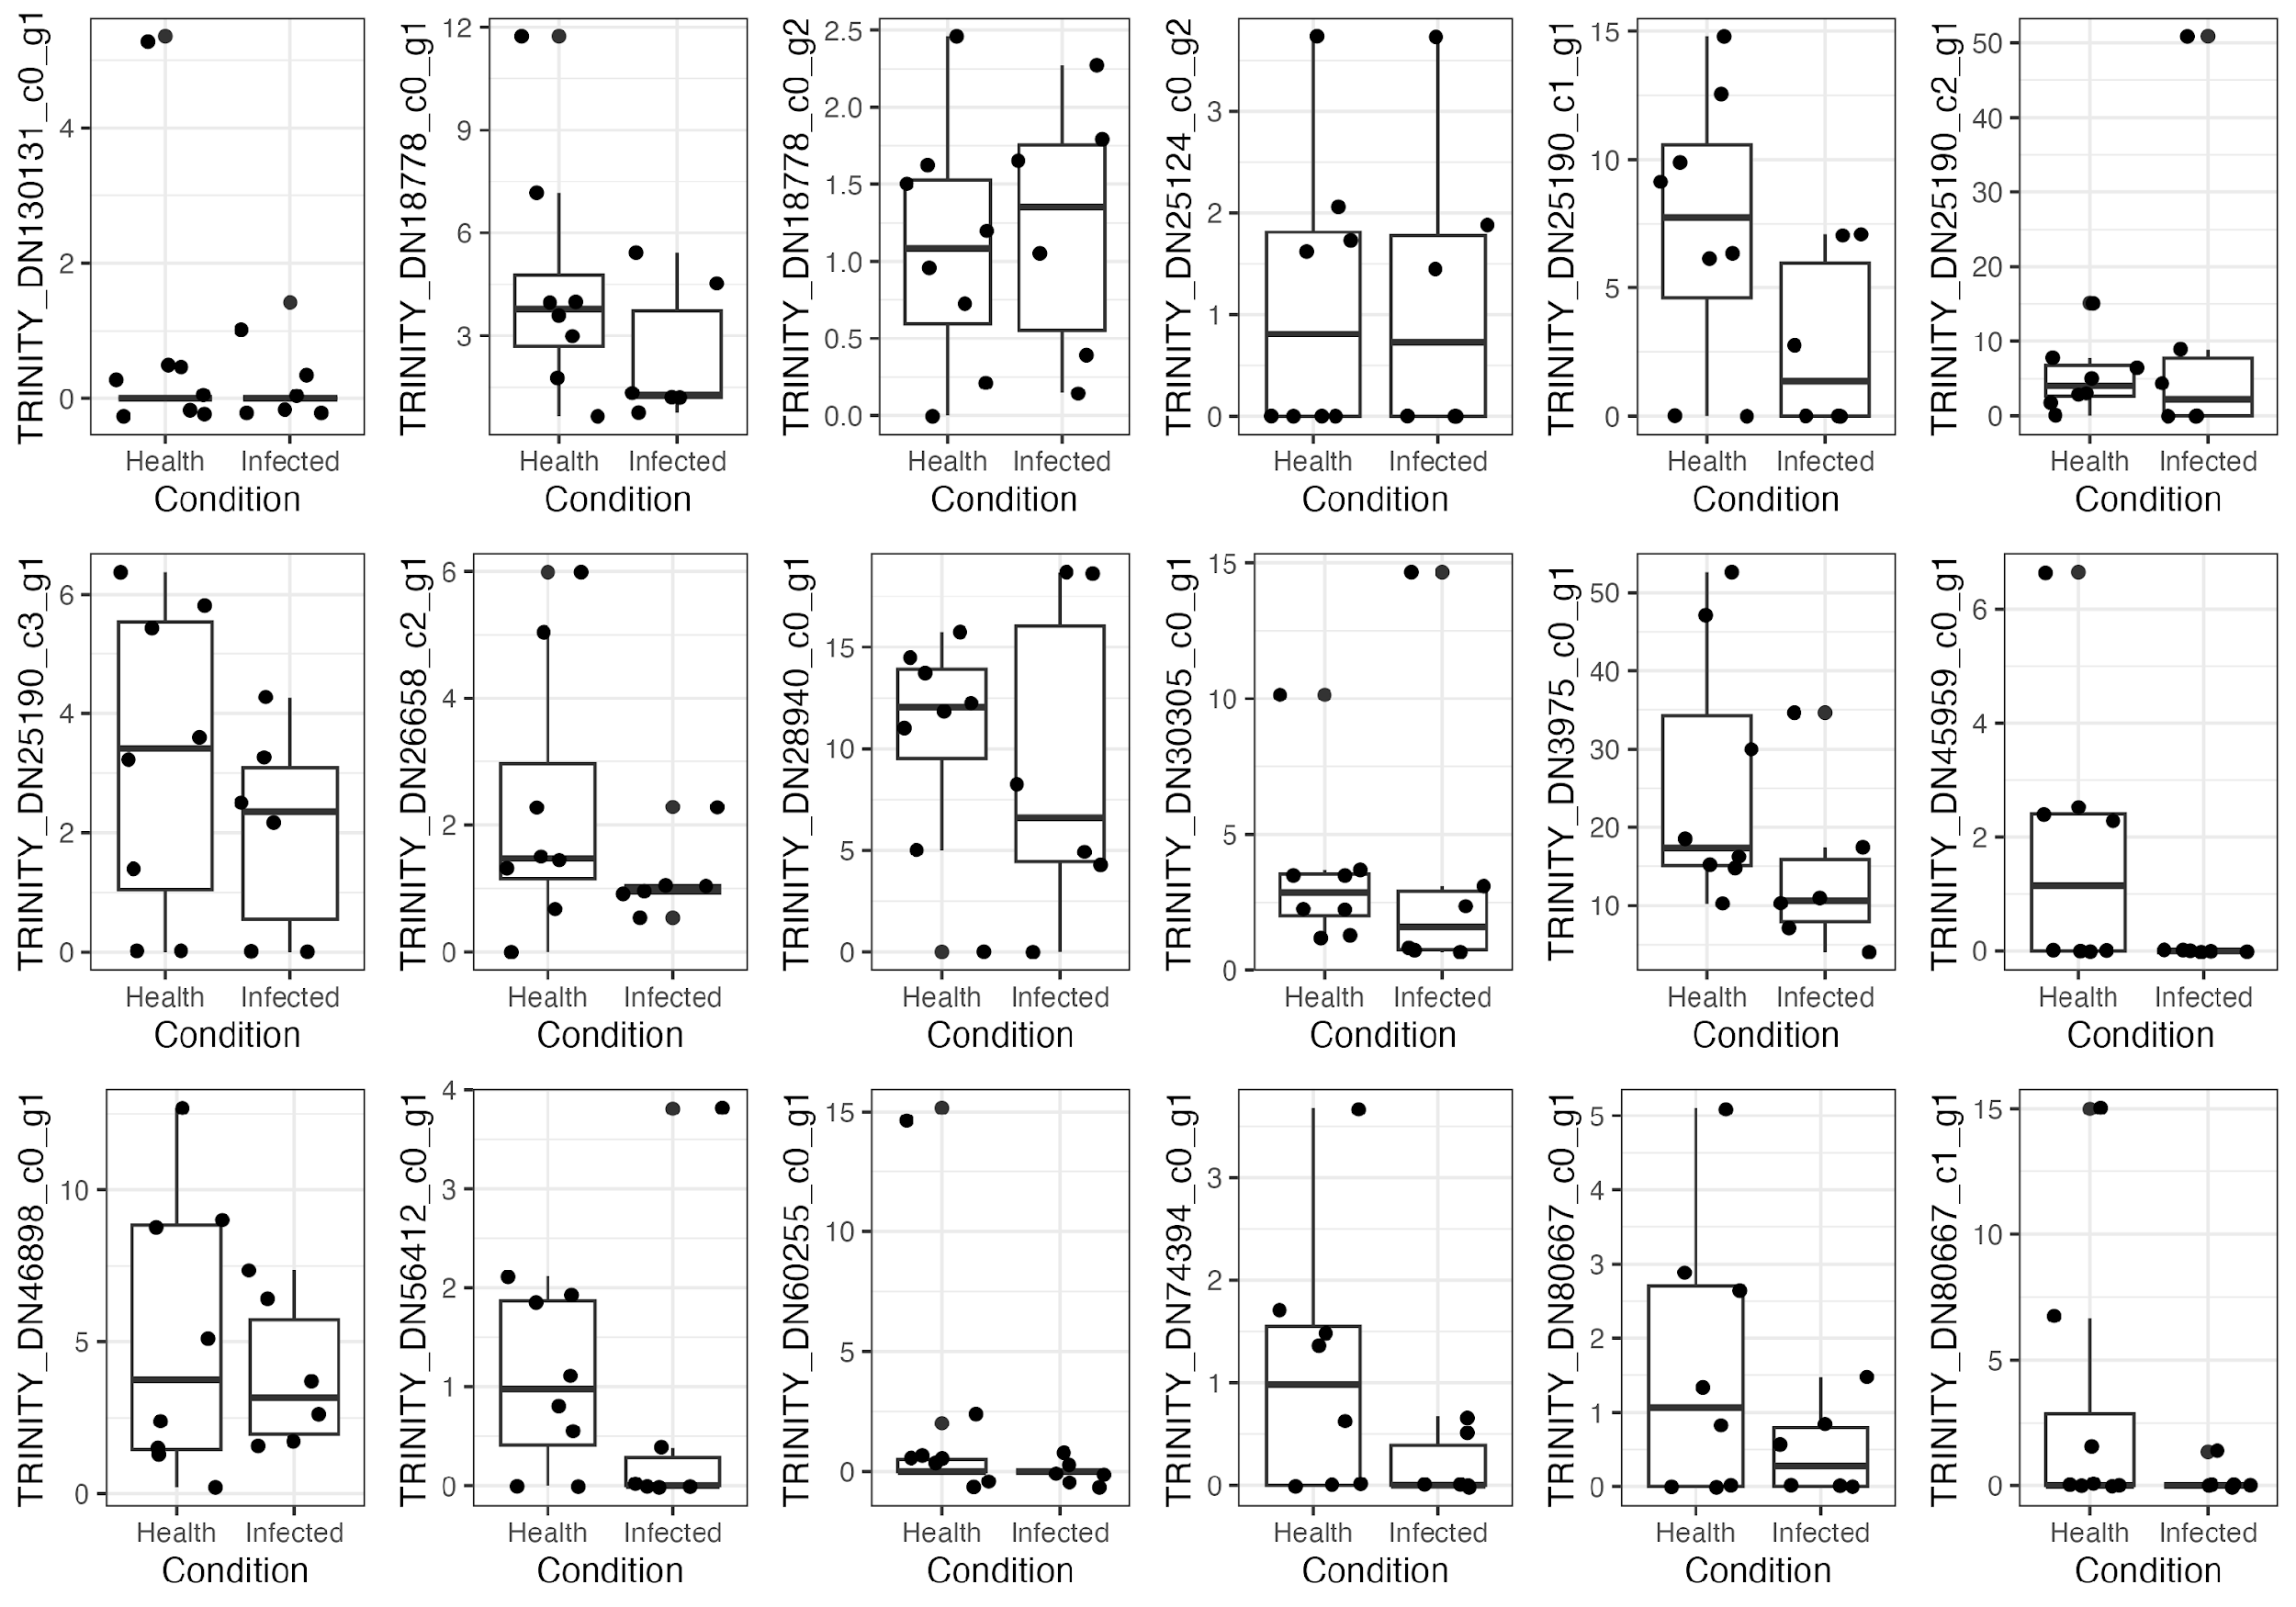 TRINITY_DN130131_c0_g1
4
2
0
Health Infected
Condition
TRINITY_DN18778_c0_g1
12
9
6
3
Health Infected
Condition
TRINITY_DN18778_c0_g2
2.5
2.0
1.5
1.0
0.5
0.0
Health Infected
Condition
TRINITY_DN25124_c0_g2
3
2
1
0
Health Infected
Condition
TRINITY_DN25190_c1_g1
15
10
5
0
Health Infected
Condition
TRINITY_DN25190_c2_g1
50
40
30
20
10
0
Health Infected
Condition
TRINITY_DN25190_c3_g1
6
4
2
0
Health Infected
Condition
TRINITY_DN26658_c2_g1
6
4
2
0
Health Infected
Condition
TRINITY_DN28940_c0_g1
15
10
5
0
Health Infected
Condition
TRINITY_DN30305_c0_g1
15
10
5
0
Health Infected
Condition
TRINITY_DN3975_c0_g1
50
40
30
20
10
Health Infected
Condition
TRINITY_DN45959_c0_g1
6
4
2
0
Health Infected
Condition
TRINITY_DN46898_c0_g1
10
5
0
Health Infected
Condition
TRINITY_DN56412_c0_g1
4
3
2
1
0
Health Infected
Condition
TRINITY_DN60255_c0_g1
15
10
5
0
Health Infected
Condition
TRINITY_DN74394_c0_g1
3
2
1
0
Health Infected
Condition
TRINITY_DN80667_c0_g1
5
4
3
2
1
0
Health Infected
Condition
TRINITY_DN80667_c1_g1
15
10
5
0
Health Infected
Condition